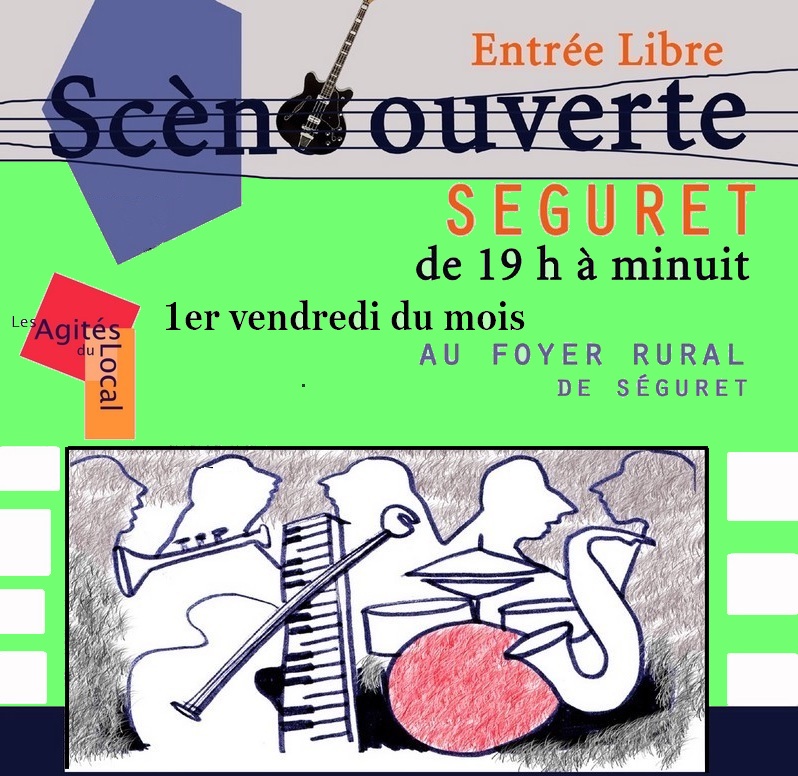 Entrée Libre
Scène ouverte
SEGURET
de 19 h à minuit
1er vendredi du mois
Les Agités
du Local
AU FOYER RURAL
DE SÉGURET